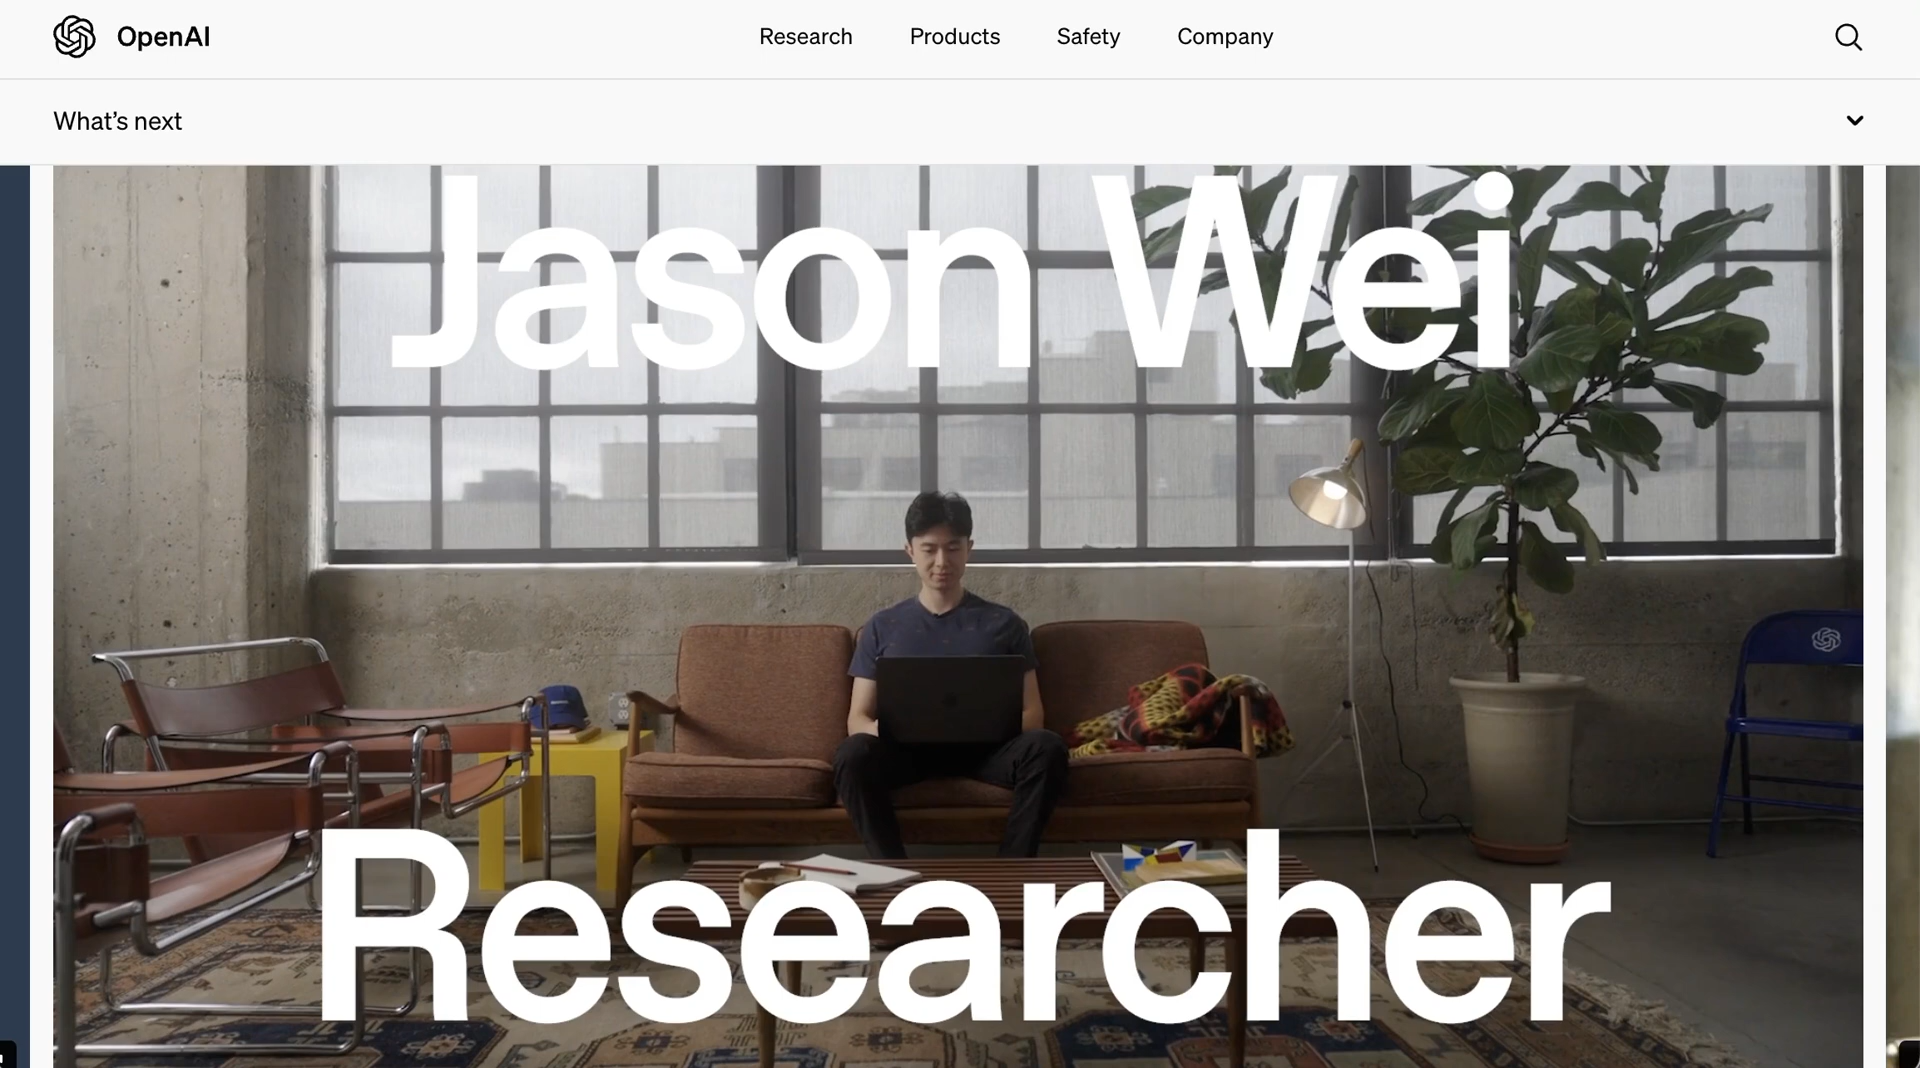 OpenAI
Research
Products
Safety
Company
What’s next
Jason Wei
Researcher